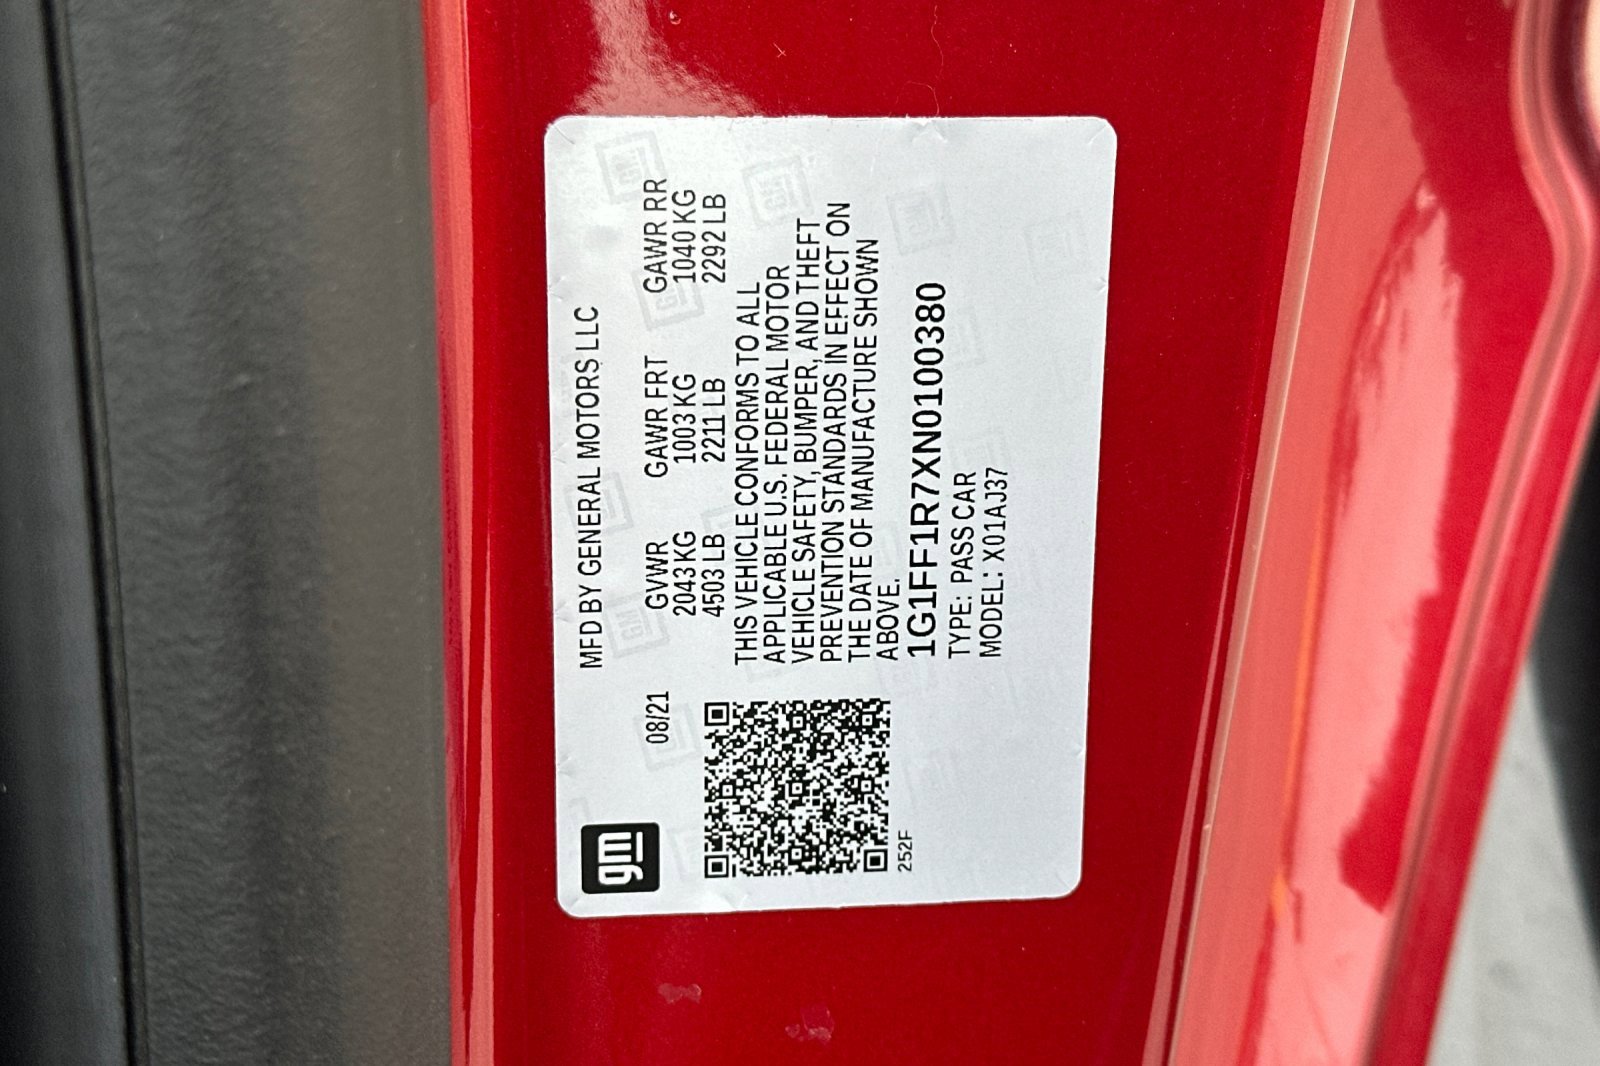 gm
MFD BY GENERAL MOTORS LLC
08/21 GVWR GAWR FRT GAWR RR
2043 KG 1003 KG 1040 KG
4503 LB 2211 LB 2292 LB
THIS VEHICLE CONFORMS TO ALL
APPLICABLE U.S. FEDERAL MOTOR
VEHICLE SAFETY, BUMPER, AND THEFT
PREVENTION STANDARDS IN EFFECT ON
THE DATE OF MANUFACTURE SHOWN
ABOVE.
1G1FF1R7XN0100380
TYPE: PASS CAR
MODEL: X01AJ37
252F